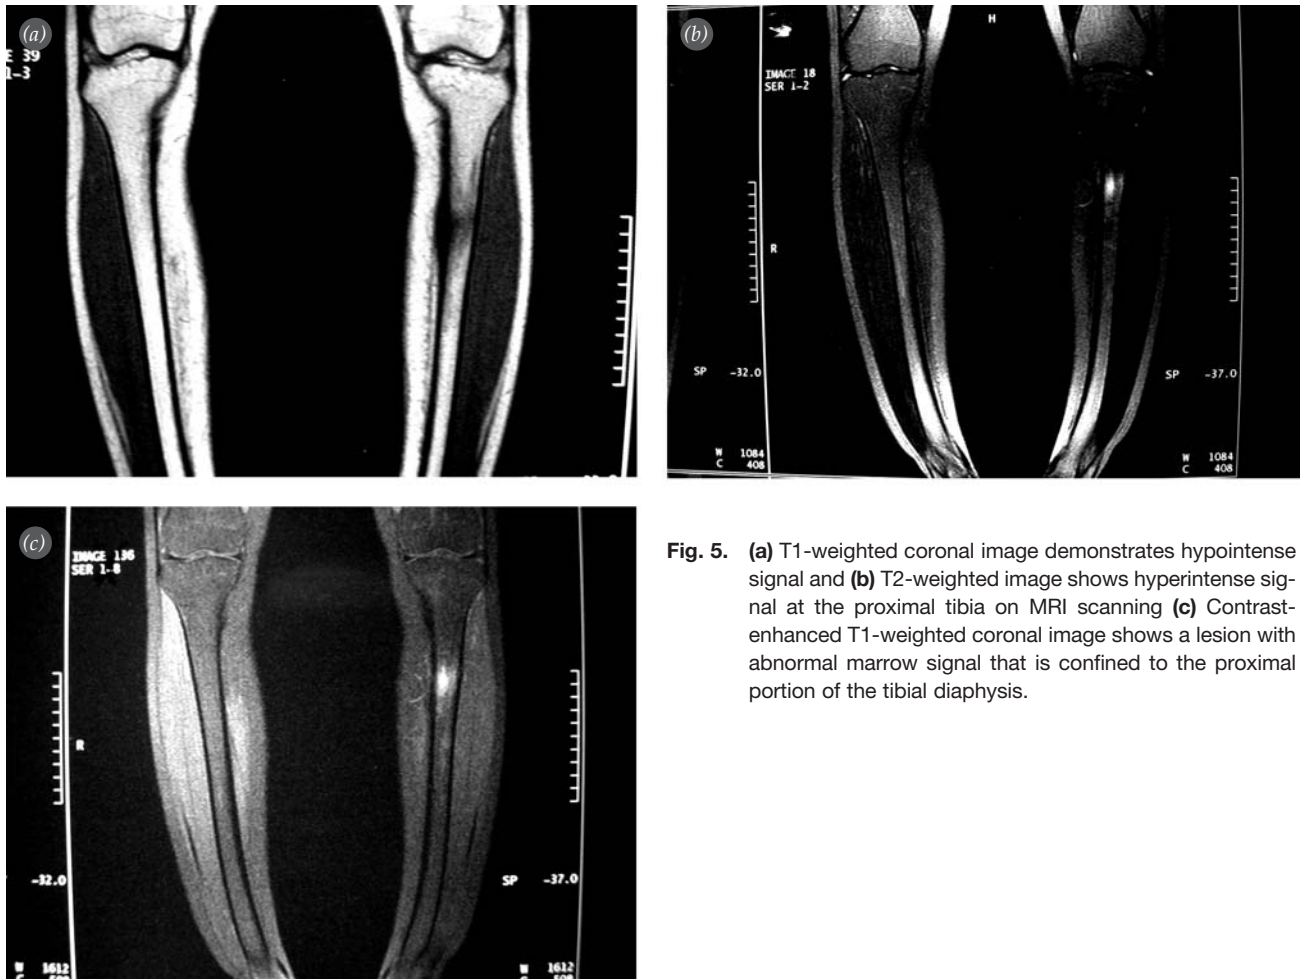 (a)
E 39
1-3
(b)
H
IMAGE 18
SER 1-2
R
SP -32.0
SP -37.0
W 1084
C 408
W 1084
C 408
(c)
IMAGE 136
SER 1-8
R
-32.0
SP -37.0
W 1612
W 1612
Fig. 5. (a) T1-weighted coronal image demonstrates hypointense
signal and (b) T2-weighted image shows hyperintense sig-
nal at the proximal tibia on MRI scanning (c) Contrast-
enhanced T1-weighted coronal image shows a lesion with
abnormal marrow signal that is confined to the proximal
portion of the tibial diaphysis.